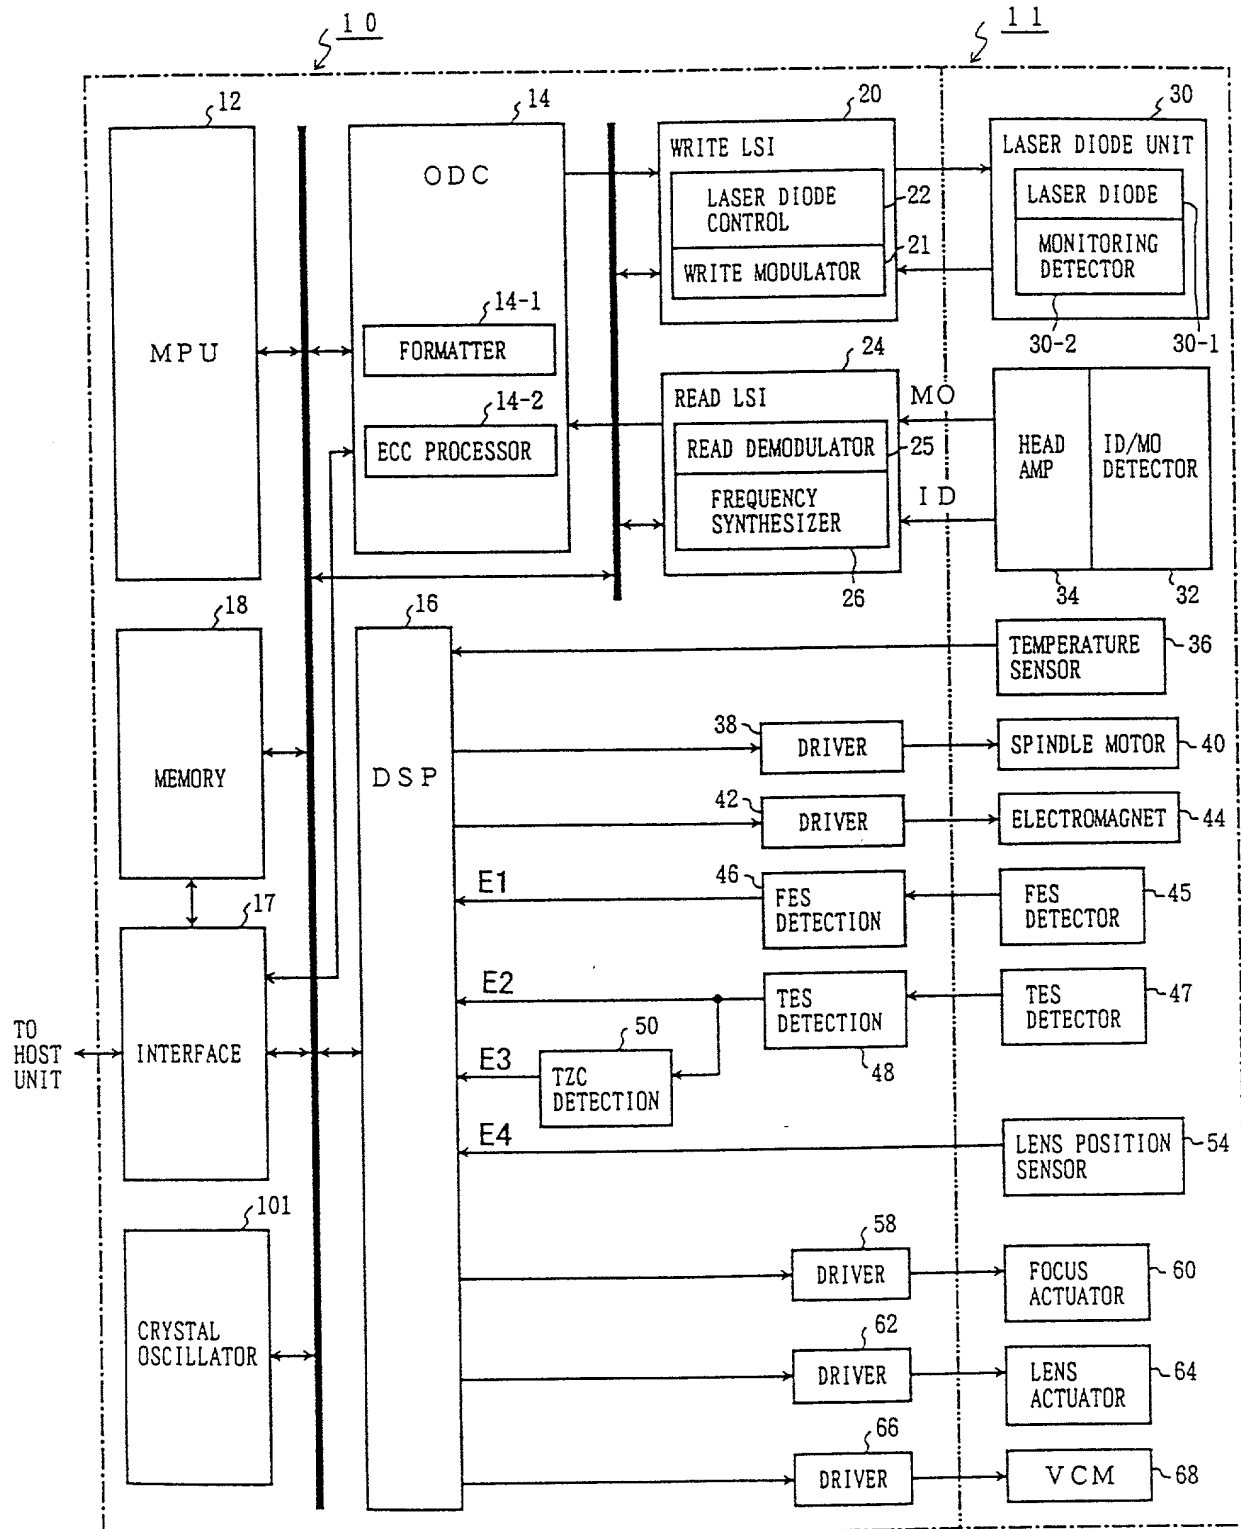 10
11
12
14
20
30
MPU
ODC
14-1
FORMATTER
14-2
ECC PROCESSOR
WRITE LSI
LASER DIODE
CONTROL
22
21
WRITE MODULATOR
LASER DIODE UNIT
LASER DIODE
MONITORING
DETECTOR
30-2
30-1
24
READ LSI
READ DEMODULATOR
25
FREQUENCY
SYNTHESIZER
26
MO
ID
HEAD
AMP
ID/MO
DETECTOR
34
32
18
MEMORY
16
DSP
TEMPERATURE
SENSOR
36
38
DRIVER
SPINDLE MOTOR
40
42
DRIVER
ELECTROMAGNET
44
E1
46
FES
DETECTION
FES
DETECTOR
45
17
INTERFACE
TO
HOST
UNIT
E2
TES
DETECTION
48
TES
DETECTOR
47
E3
50
TZC
DETECTION
E4
LENS POSITION
SENSOR
54
101
CRYSTAL
OSCILLATOR
58
DRIVER
FOCUS
ACTUATOR
60
62
DRIVER
LENS
ACTUATOR
64
66
DRIVER
VCM
68